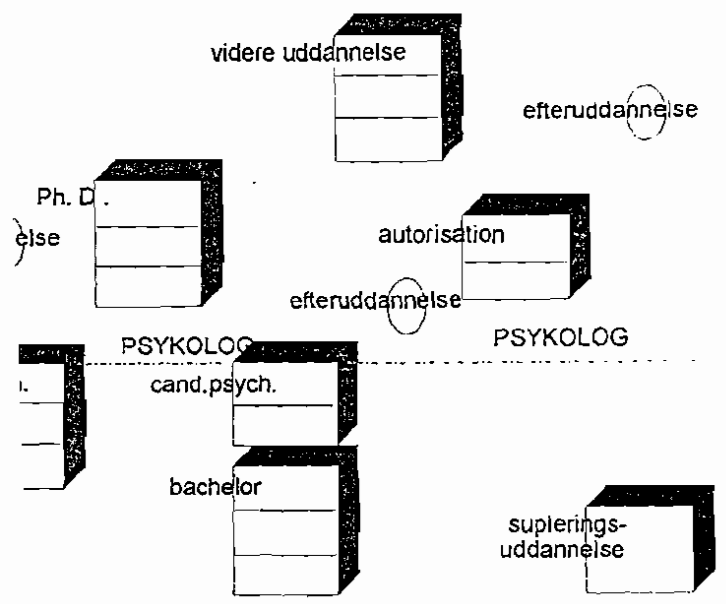 videre uddannelse
efteruddannelse
Ph. D.
else
autorisation
efteruddannelse
PSYKOLOG
PSYKOLOG
cand.psych.
bachelor
suplerings-
uddannelse